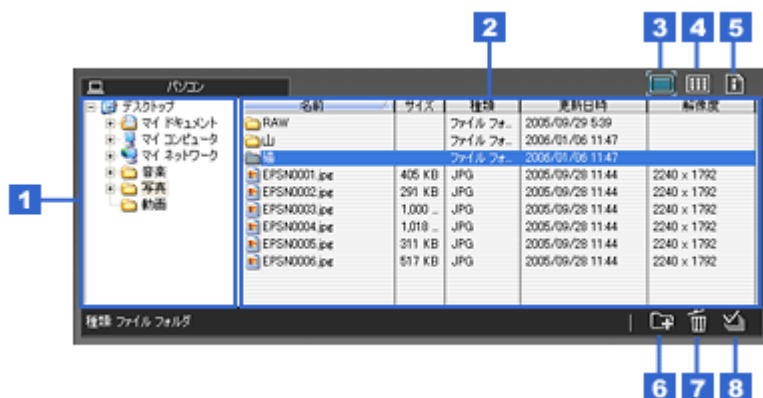 2 3 4 5
パソコン
デスクトップ
マイ ドキュメント
マイ コンピュータ
マイ ネットワーク
音楽
写真
動画
1
名前 サイズ 種類 更新日時 解像度
RAW ファイル フォ... 2005/09/29 5:39
山 ファイル フォ... 2006/01/06 11:47
ファイル フォ... 2006/01/06 11:47
EPSN0001.jpg 405 KB JPG 2005/09/28 11:44 2240 x 1792
EPSN0002.jpg 291 KB JPG 2005/09/28 11:44 2240 x 1792
EPSN0003.jpg 1,000 ... JPG 2005/09/28 11:44 2240 x 1792
EPSN0004.jpg 1,018 ... JPG 2005/09/28 11:44 2240 x 1792
EPSN0005.jpg 311 KB JPG 2005/09/28 11:44 2240 x 1792
EPSN0006.jpg 517 KB JPG 2005/09/28 11:44 2240 x 1792
種類: ファイル フォルダ
6 7 8